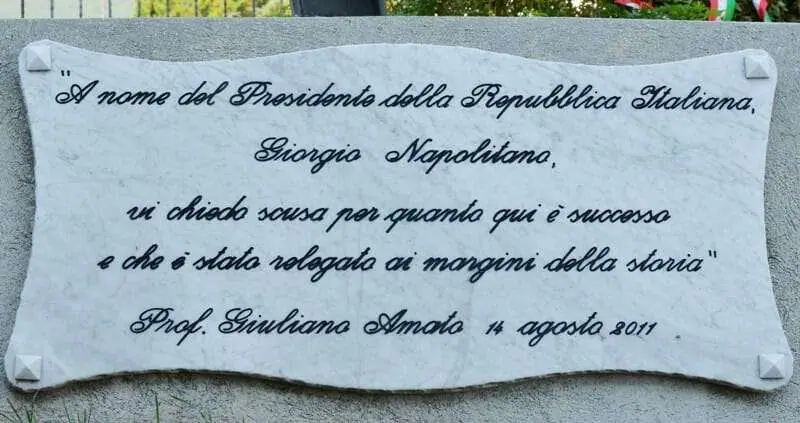 "A nome del Presidente della Repubblica Italiana,
Giorgio Napolitano,
vi chiedo scusa per quanto qui è successo
e che è stato relegato ai margini della storia"
Prof. Giuliano Amato 14 agosto 2011